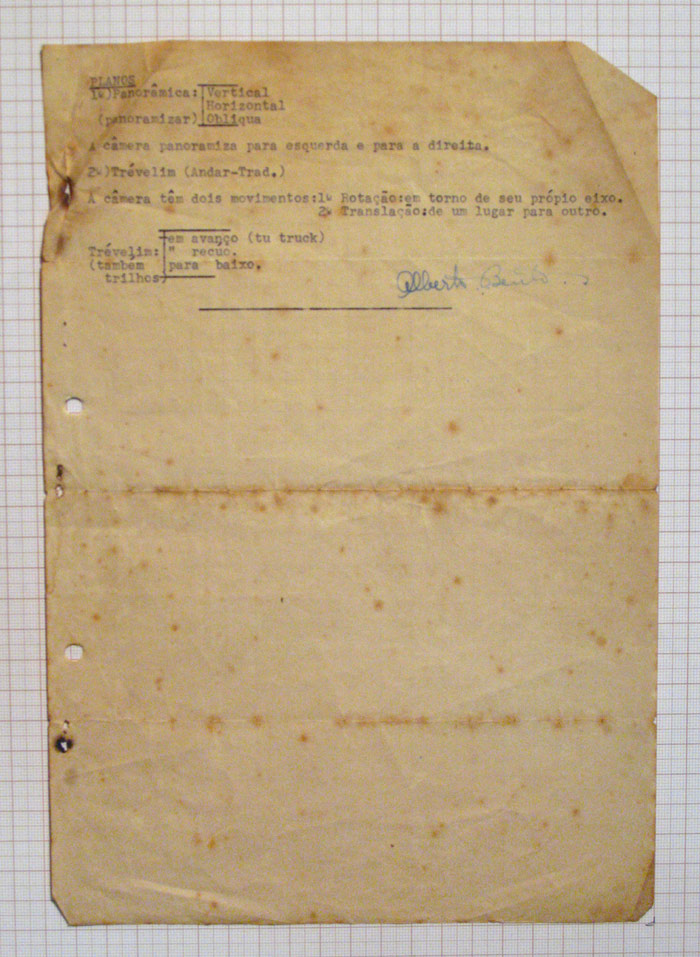 PLANOS
1º)Panorâmica: Vertical
Horizontal
(panoramizar) Obliqua
A câmera panoramiza para esquerda e para a direita.
2º)Trévelim (Andar-Trad.)
A câmera têm dois movimentos:1º Rotação:em torno de seu própio eixo.
2º Translação:de um lugar para outro.
em avanço (tu truck)
Trévelim: " recuo.
(tambem para baixo.
trilhos)
Alberto